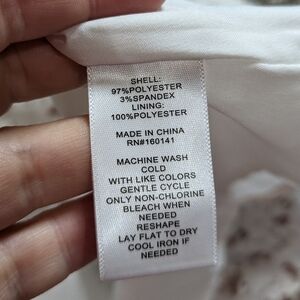 SHELL:
97%POLYESTER
3%SPANDEX
LINING:
100%POLYESTER
MADE IN CHINA
RN#160141
MACHINE WASH
COLD
WITH LIKE COLORS
GENTLE CYCLE
ONLY NON-CHLORINE
BLEACH WHEN
NEEDED
RESHAPE
LAY FLAT TO DRY
COOL IRON IF
NEEDED